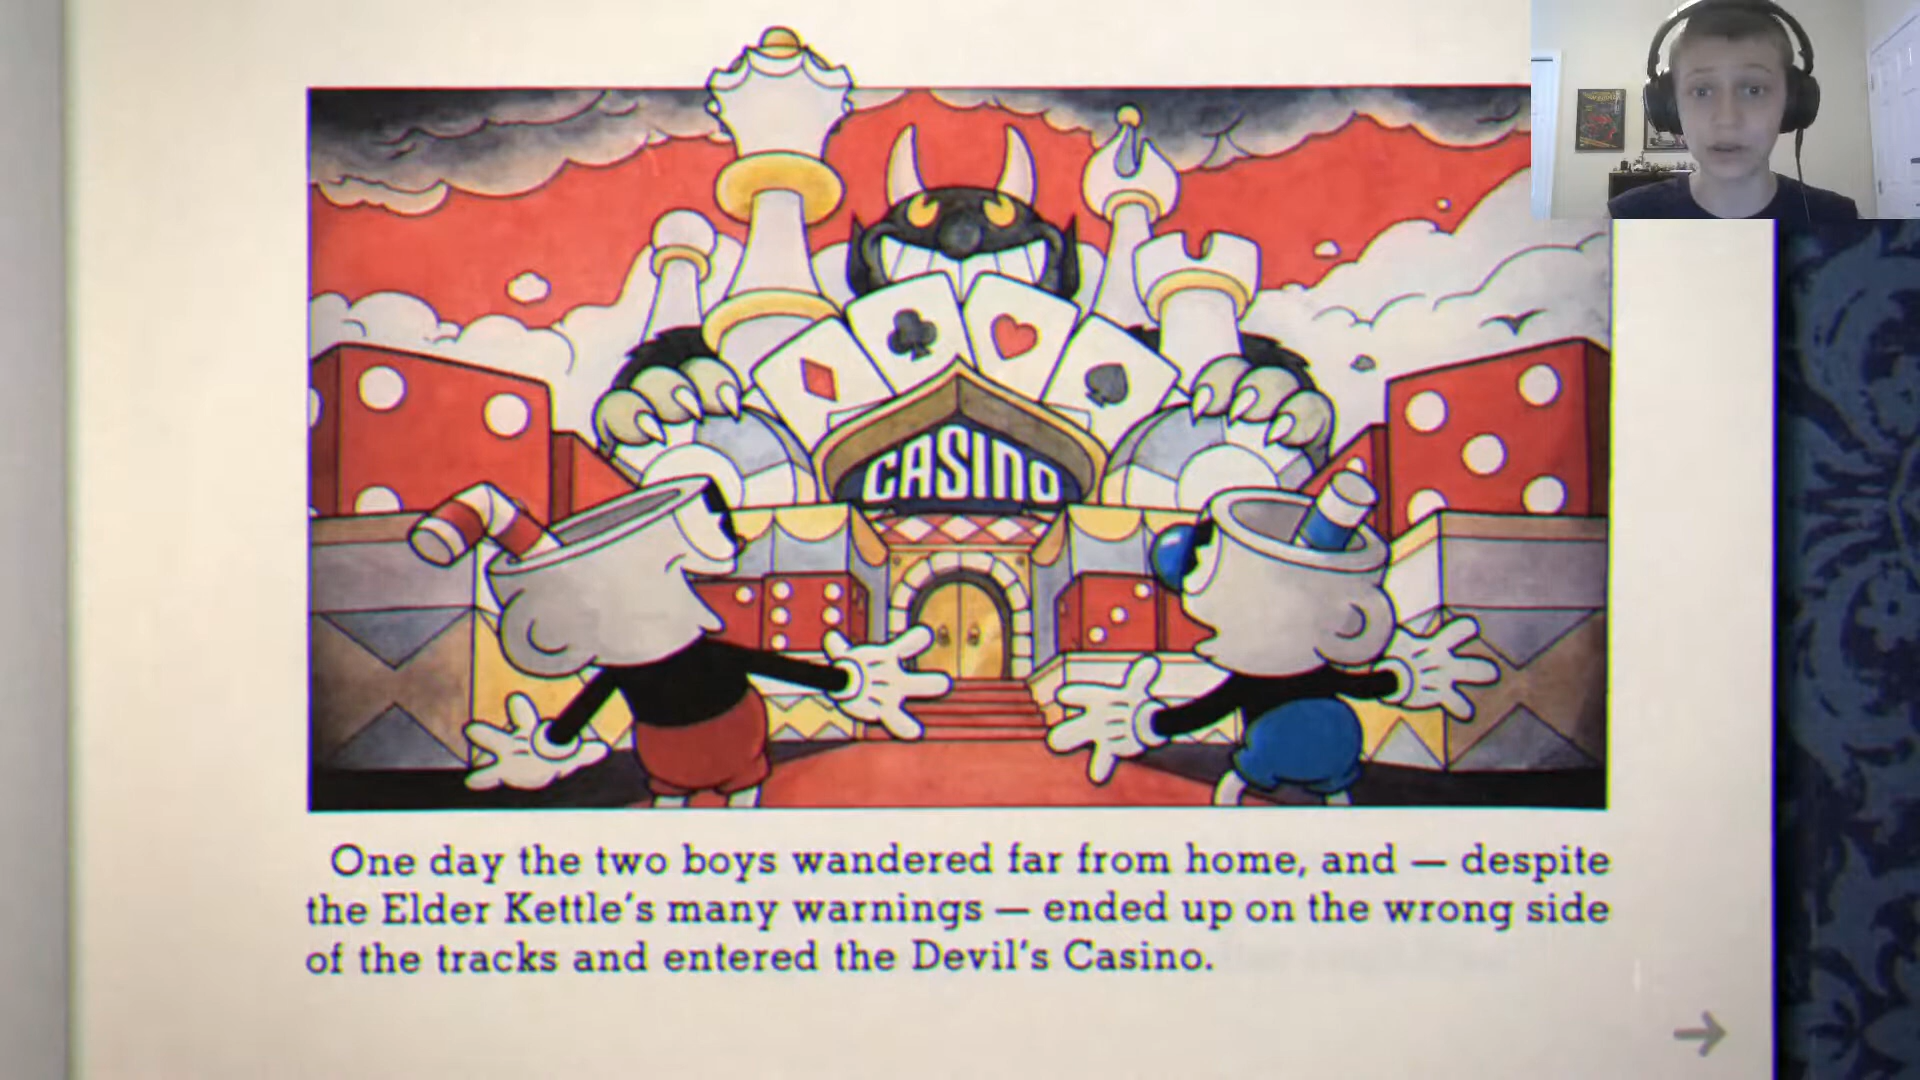 CASINO
One day the two boys wandered far from home, and — despite
the Elder Kettle's many warnings — ended up on the wrong side
of the tracks and entered the Devil's Casino.